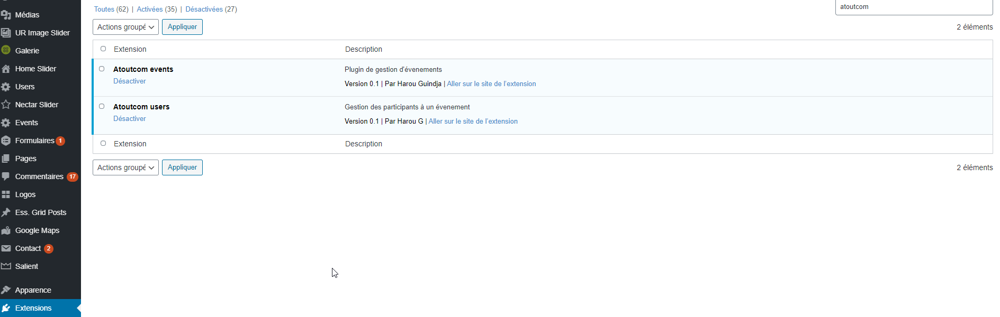 Médias
UR Image Slider
Galerie
Home Slider
Users
Nectar Slider
Events
Formulaires 1
Pages
Commentaires 17
Logos
Ess. Grid Posts
Google Maps
Contact 2
Salient
Apparence
Extensions
Toutes (62) | Activées (35) | Désactivées (27)
atoutcom
Actions groupé Appliquer
2 éléments
Extension Description
Atoutcom events
Désactiver
Plugin de gestion d'évenements
Version 0.1 | Par Harou Guindja | Aller sur le site de l'extension
Atoutcom users
Désactiver
Gestion des participants à un évenement
Version 0.1 | Par Harou G | Aller sur le site de l'extension
Extension Description
Actions groupé Appliquer
2 éléments